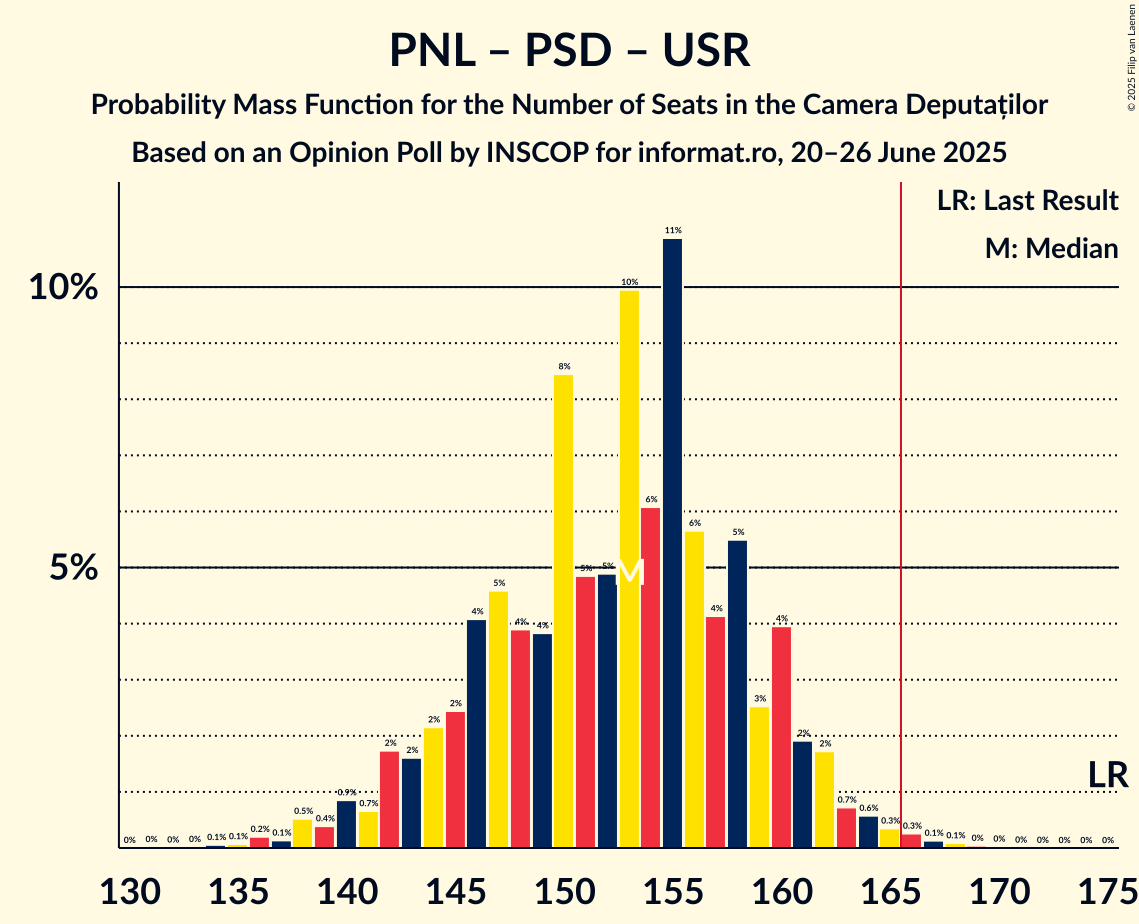 PNL – PSD – USR
Probability Mass Function for the Number of Seats in the Camera Deputaților
Based on an Opinion Poll by INSCOP for informat.ro, 20–26 June 2025
© 2025 Filip van Laenen
LR: Last Result
M: Median
10%
5%
0% 0% 0% 0% 0.1% 0.1% 0.2% 0.1% 0.5% 0.4% 0.9% 0.7% 2% 2% 2% 2% 4% 5% 4% 4% 8% 5% 5% 10% 6% 11% 6% 4% 5% 3% 4% 2% 2% 0.7% 0.6% 0.3% 0.3% 0.1% 0.1% 0% 0% 0% 0% 0% 0% 0%
M
LR
130 135 140 145 150 155 160 165 170 175